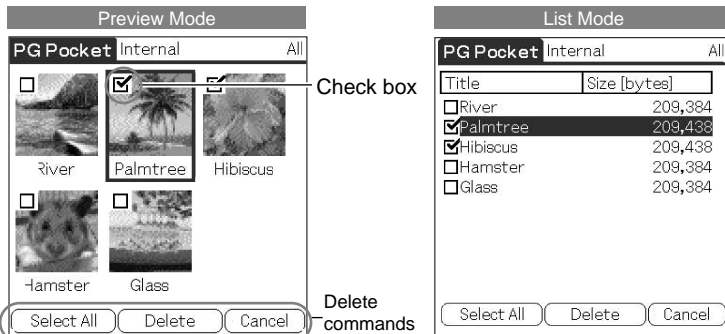 Preview Mode
PG Pocket Internal All
Check box
River Palmtree Hibiscus
Hamster Glass
Select All Delete Cancel
Delete
commands
List Mode
PG Pocket Internal All
Title Size [bytes]
River 209,384
Palmtree 209,438
Hibiscus 209,438
Hamster 209,384
Glass 209,384
Select All Delete Cancel